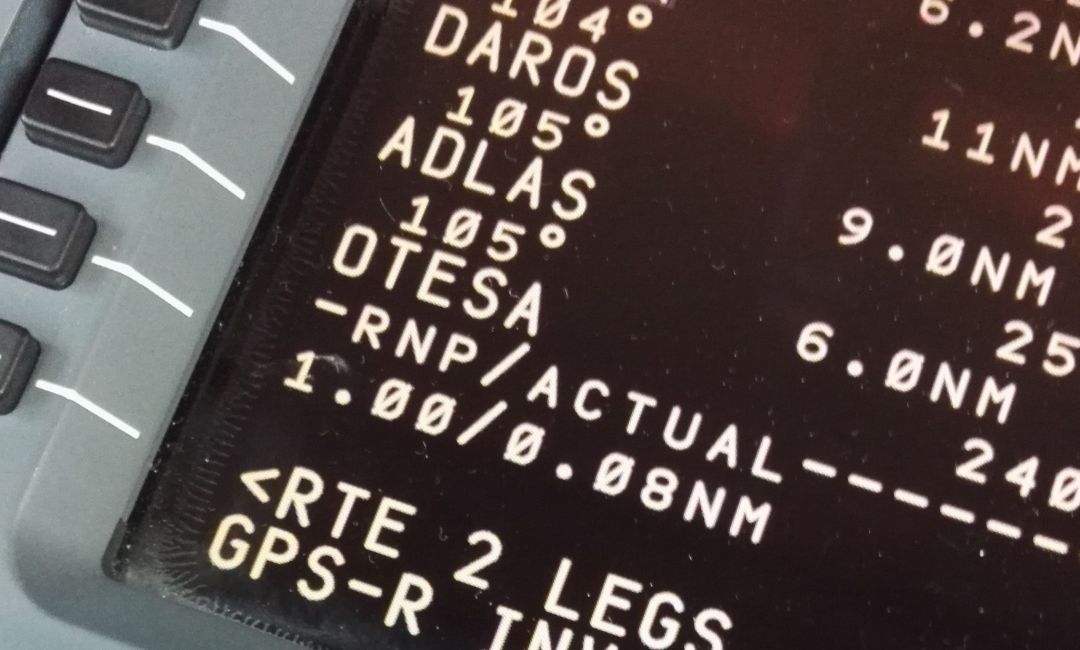 104° 6.2N
DAROS
105° 11NM
ADLAS 2
105° 9.0NM
OTESA 25
-RNP/ACTUAL----- 6.0NM
1.00/0.08NM 240
<RTE 2 LEGS
GPS-R INV